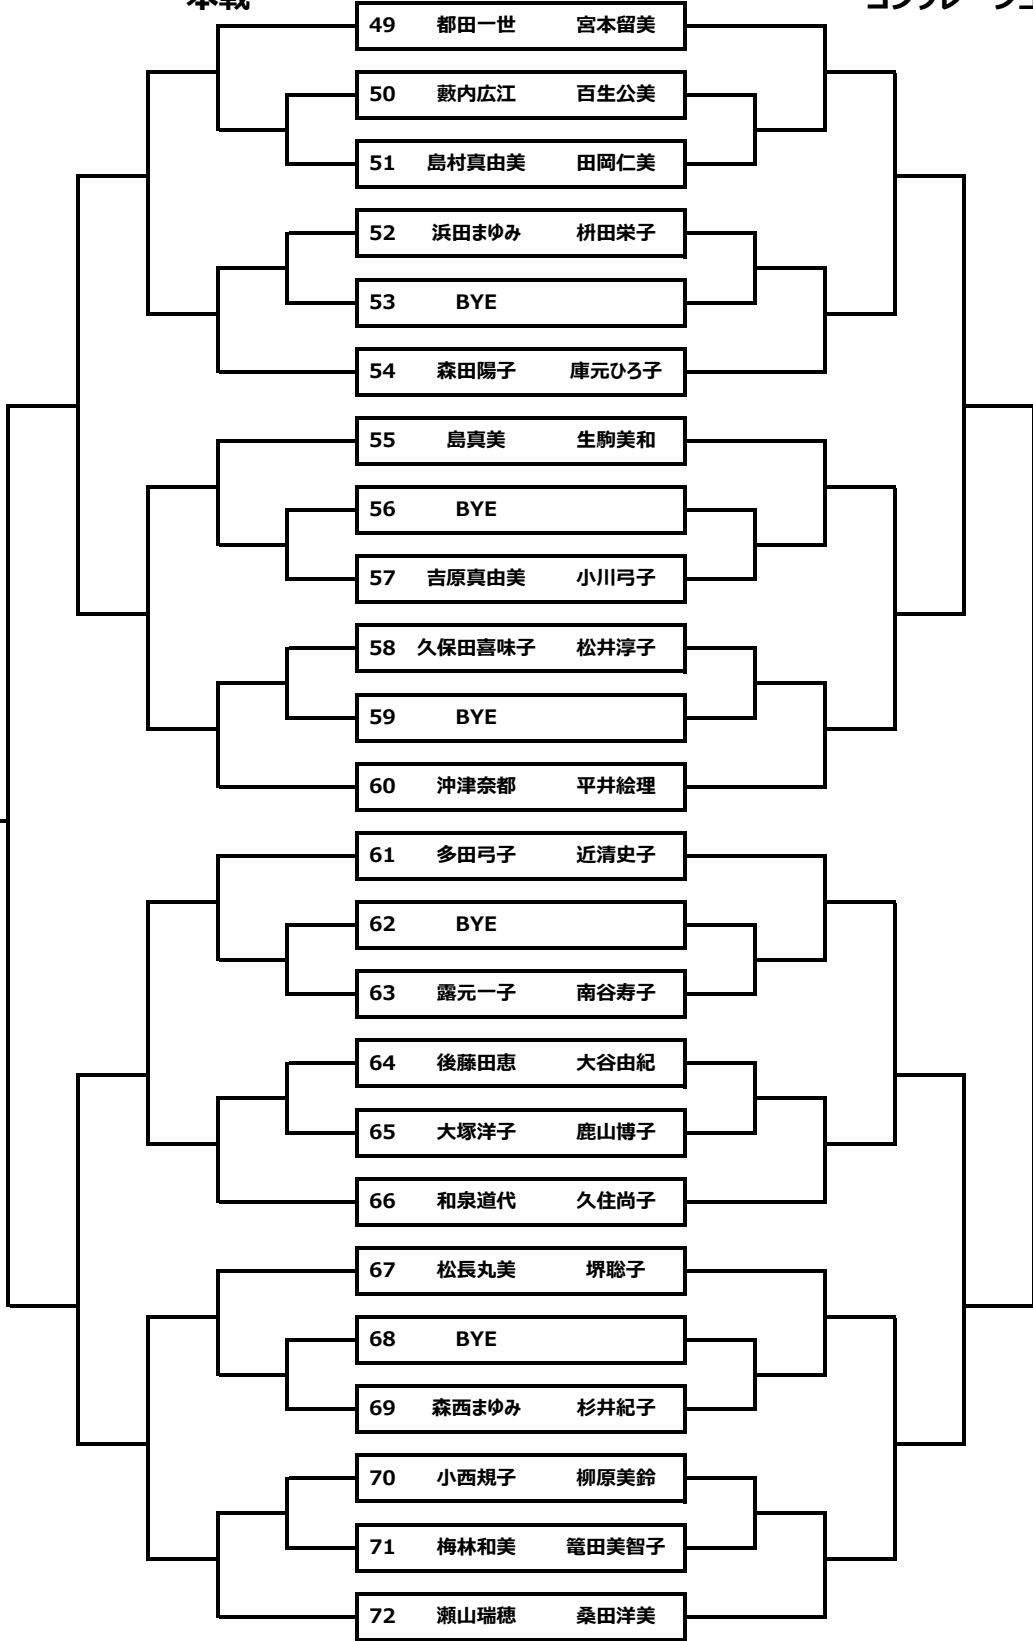 本戦
49 都田一世 宮本留美
50 藪内広江 百生公美
51 島村真由美 田岡仁美
52 浜田まゆみ 枡田栄子
53 BYE
54 森田陽子 庫元ひろ子
55 島真美 生駒美和
56 BYE
57 吉原真由美 小川弓子
58 久保田喜味子 松井淳子
59 BYE
60 沖津奈都 平井絵理
61 多田弓子 近清史子
62 BYE
63 露元一子 南谷寿子
64 後藤田恵 大谷由紀
65 大塚洋子 鹿山博子
66 和泉道代 久住尚子
67 松長丸美 堺聡子
68 BYE
69 森西まゆみ 杉井紀子
70 小西規子 柳原美鈴
71 梅林和美 篭田美智子
72 瀬山瑞穂 桑田洋美